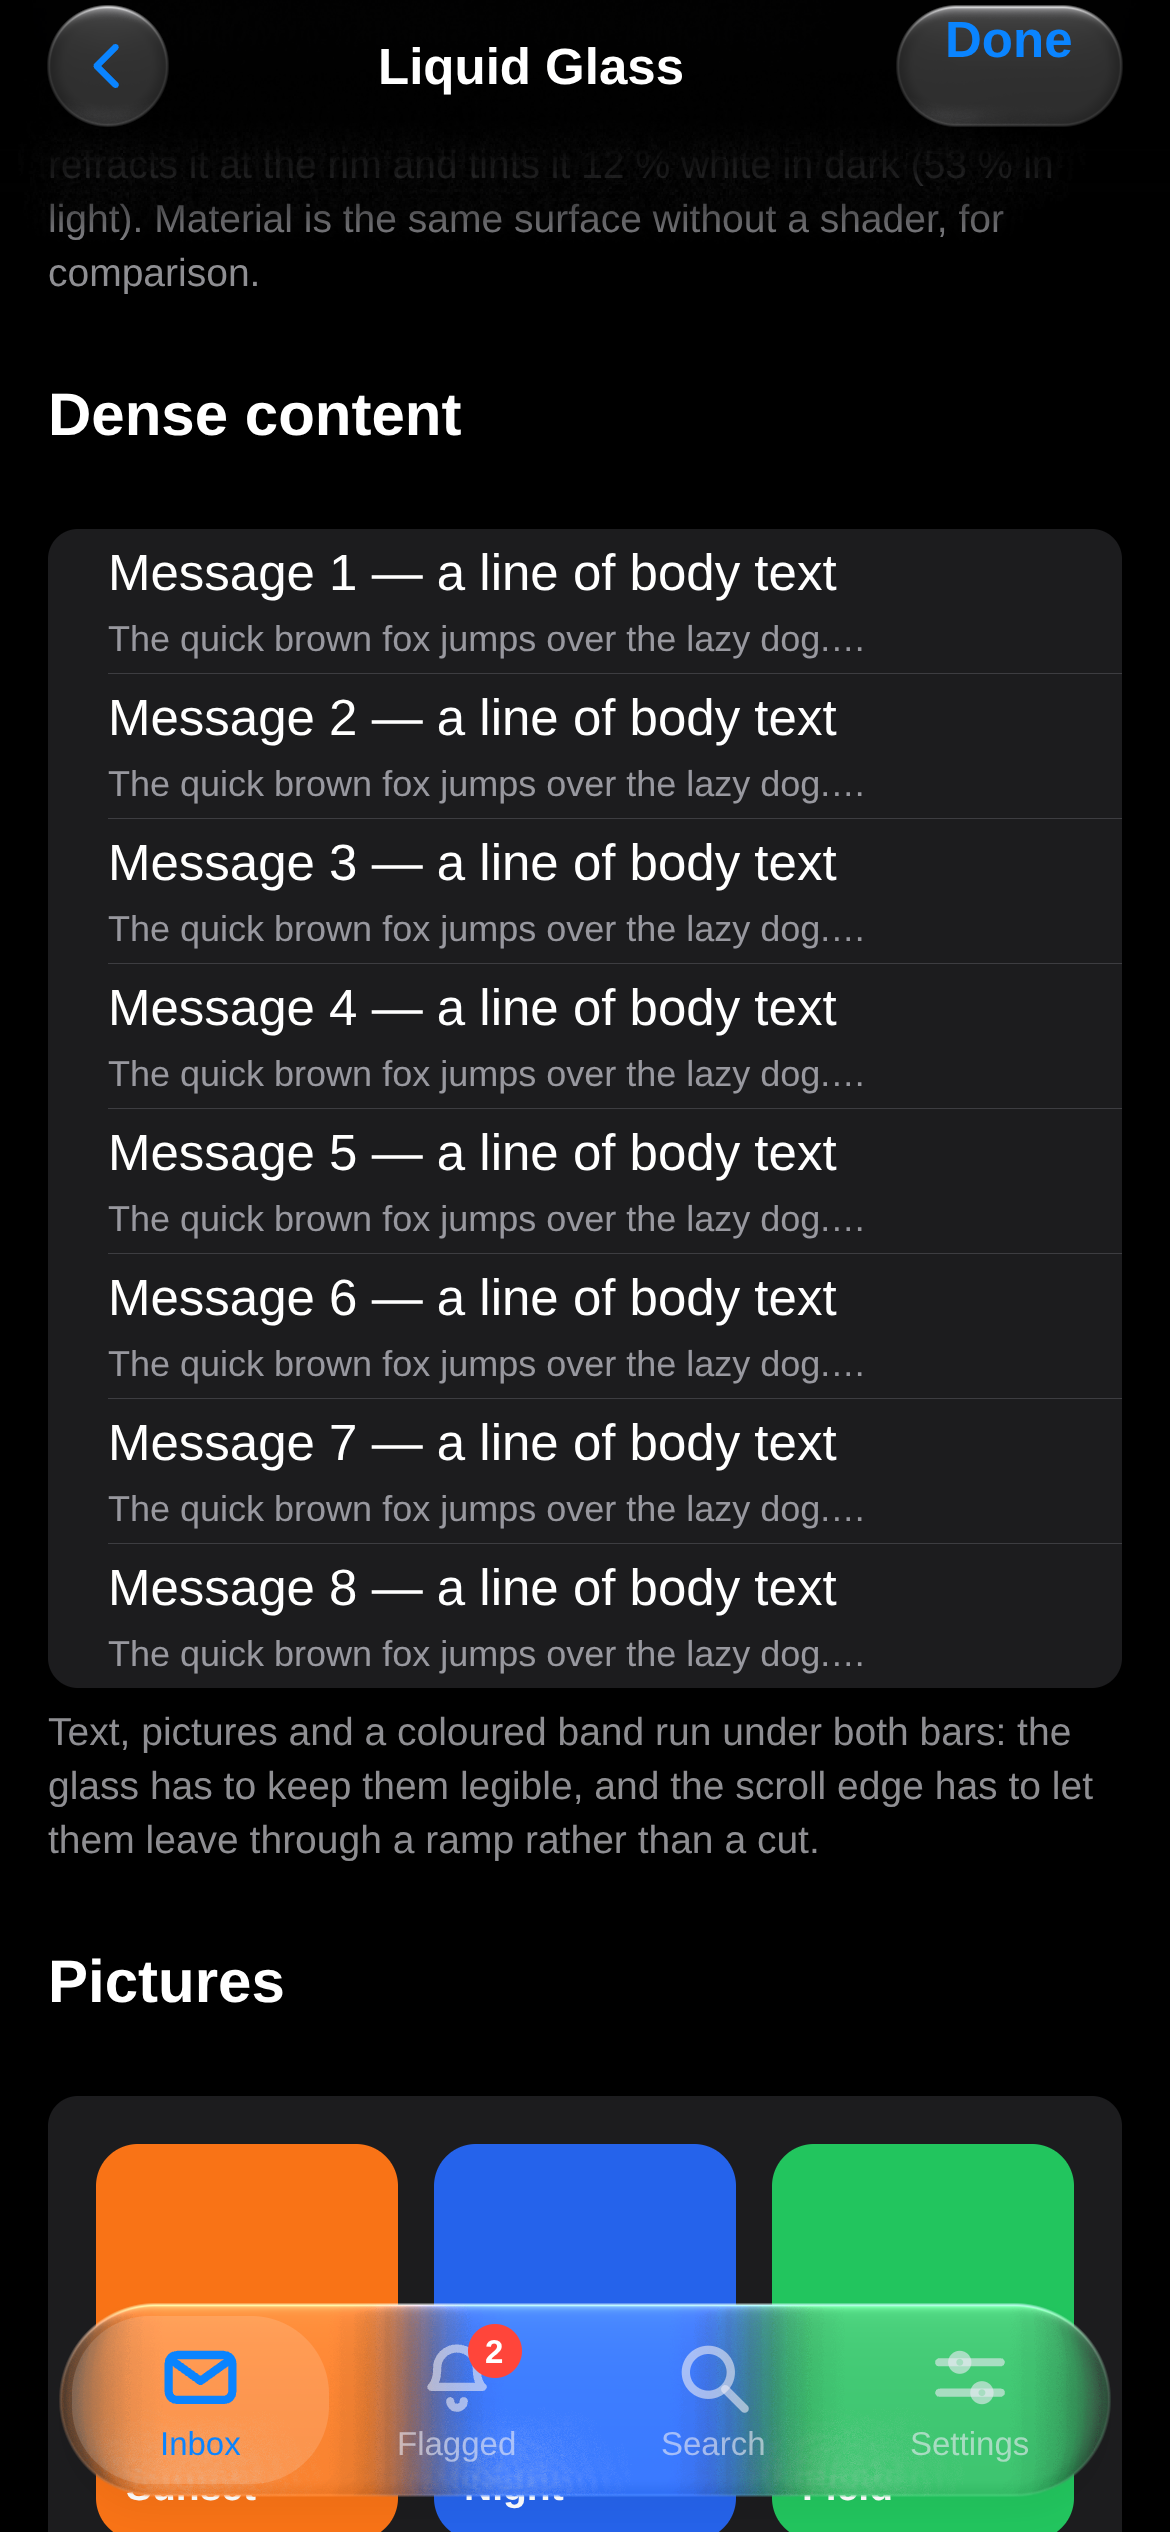 Liquid Glass
Done
refracts it at the rim and tints it 12 % white in dark (53 % in
light). Material is the same surface without a shader, for
comparison.
Dense content
Message 1 — a line of body text
The quick brown fox jumps over the lazy dog.…
Message 2 — a line of body text
The quick brown fox jumps over the lazy dog.…
Message 3 — a line of body text
The quick brown fox jumps over the lazy dog.…
Message 4 — a line of body text
The quick brown fox jumps over the lazy dog.…
Message 5 — a line of body text
The quick brown fox jumps over the lazy dog.…
Message 6 — a line of body text
The quick brown fox jumps over the lazy dog.…
Message 7 — a line of body text
The quick brown fox jumps over the lazy dog.…
Message 8 — a line of body text
The quick brown fox jumps over the lazy dog.…
Text, pictures and a coloured band run under both bars: the
glass has to keep them legible, and the scroll edge has to let
them leave through a ramp rather than a cut.
Pictures
2
Inbox
Flagged
Search
Settings
Sunset
Night
Field